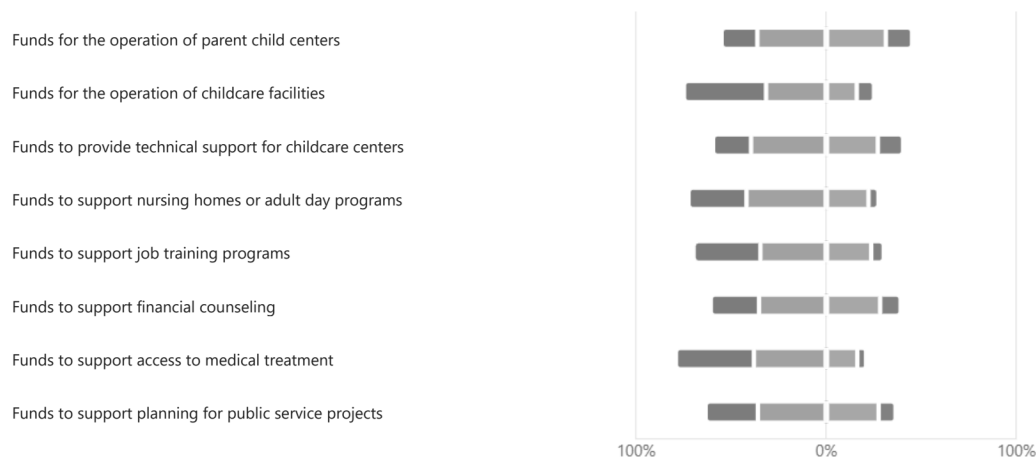 Funds for the operation of parent child centers
Funds for the operation of childcare facilities
Funds to provide technical support for childcare centers
Funds to support nursing homes or adult day programs
Funds to support job training programs
Funds to support financial counseling
Funds to support access to medical treatment
Funds to support planning for public service projects
100% 0% 100%